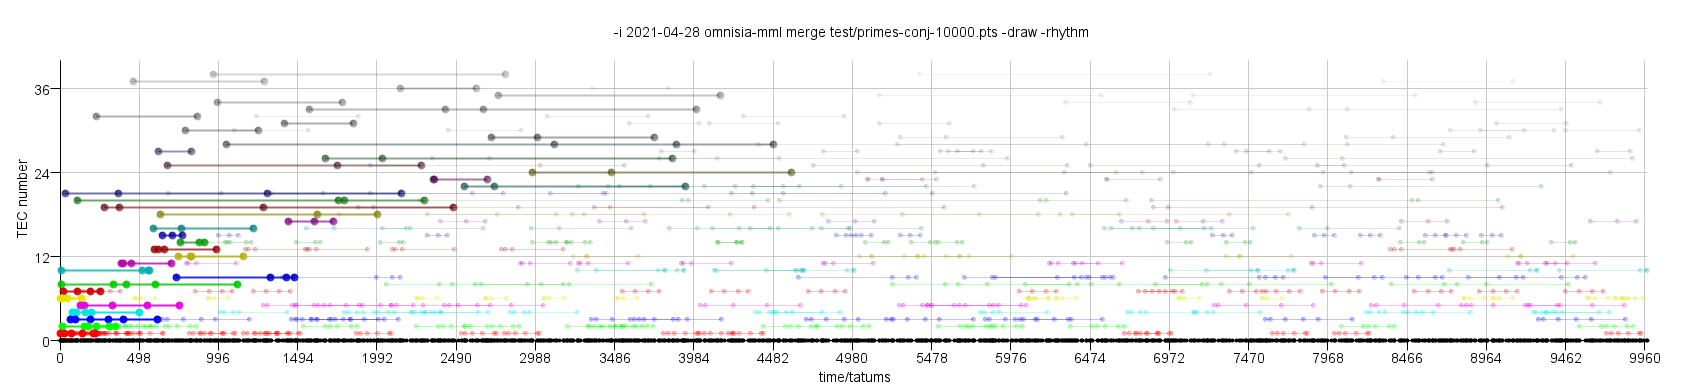 -i 2021-04-28 omnisia-mml merge test/primes-conj-10000.pts -draw -rhythm
36
24
TEC number
12
0
0 498 996 1494 1992 2490 2988 3486 3984 4482 4980 5478 5976 6474 6972 7470 7968 8466 8964 9462 9960
time/tatums